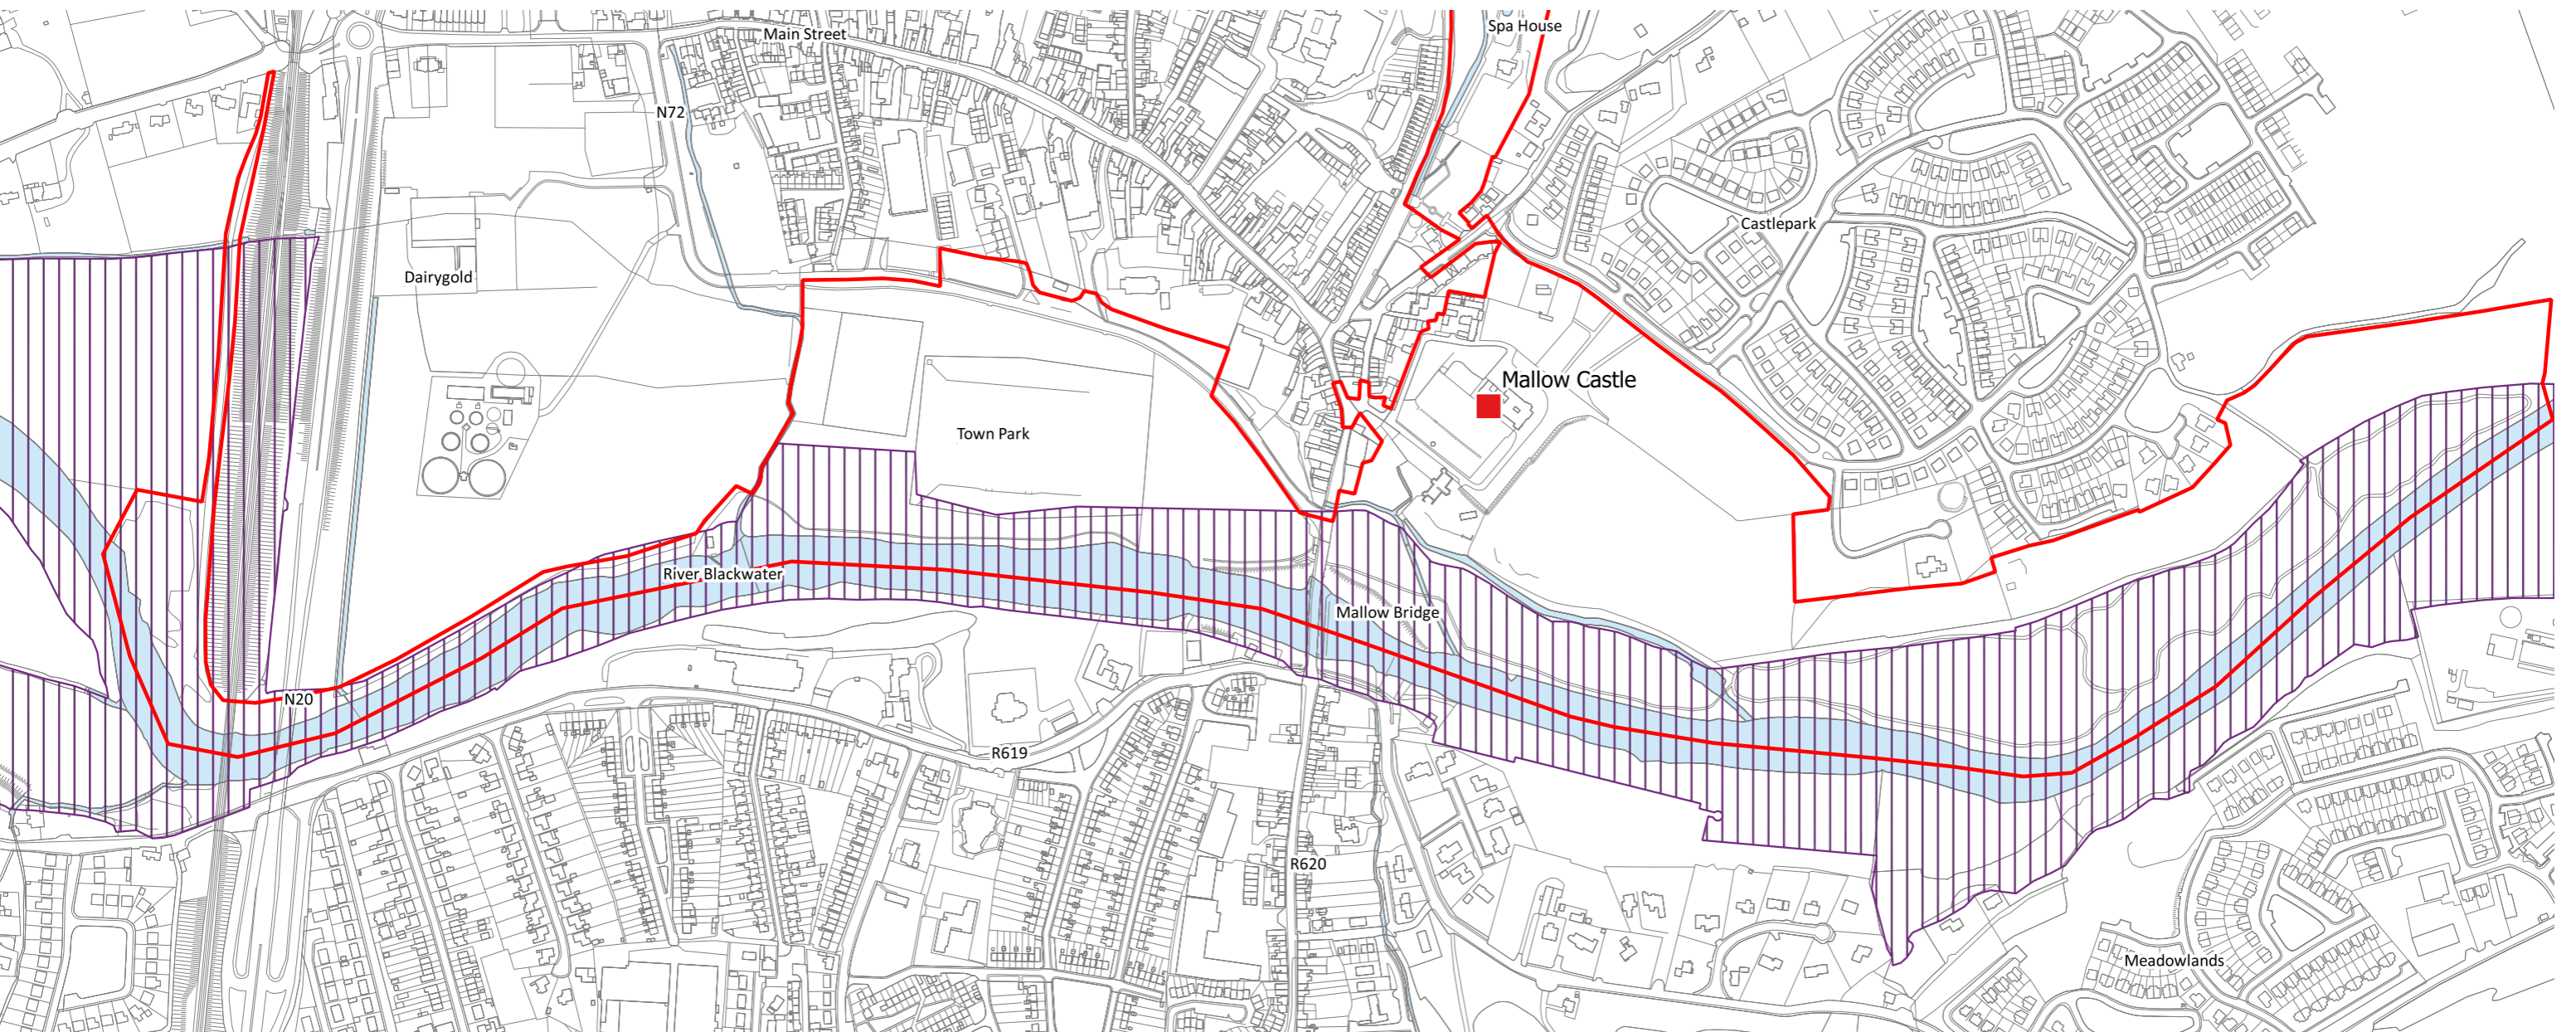 Spa House
Main Street
N72
Castlepark
Dairygold
Mallow Castle
Town Park
River Blackwater
Mallow Bridge
N20
R619
R620
Meadowlands